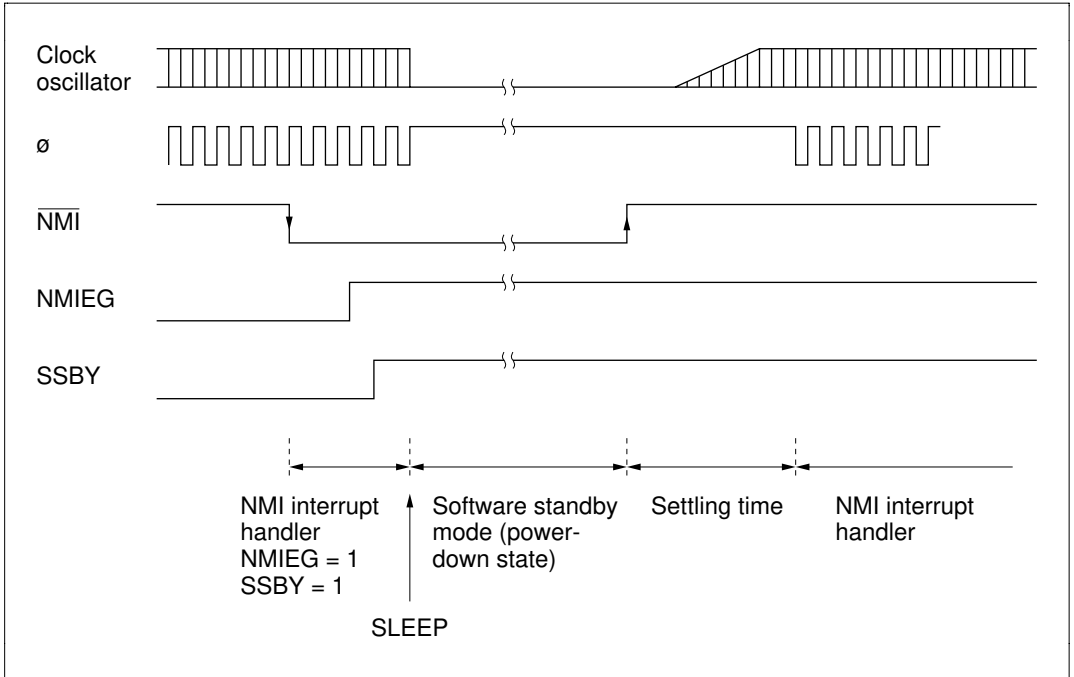 Clock
oscillator
ø
NMI
NMIEG
SSBY
NMI interrupt
handler
NMIEG = 1
SSBY = 1
Software standby
mode (power-
down state)
Settling time
NMI interrupt
handler
SLEEP